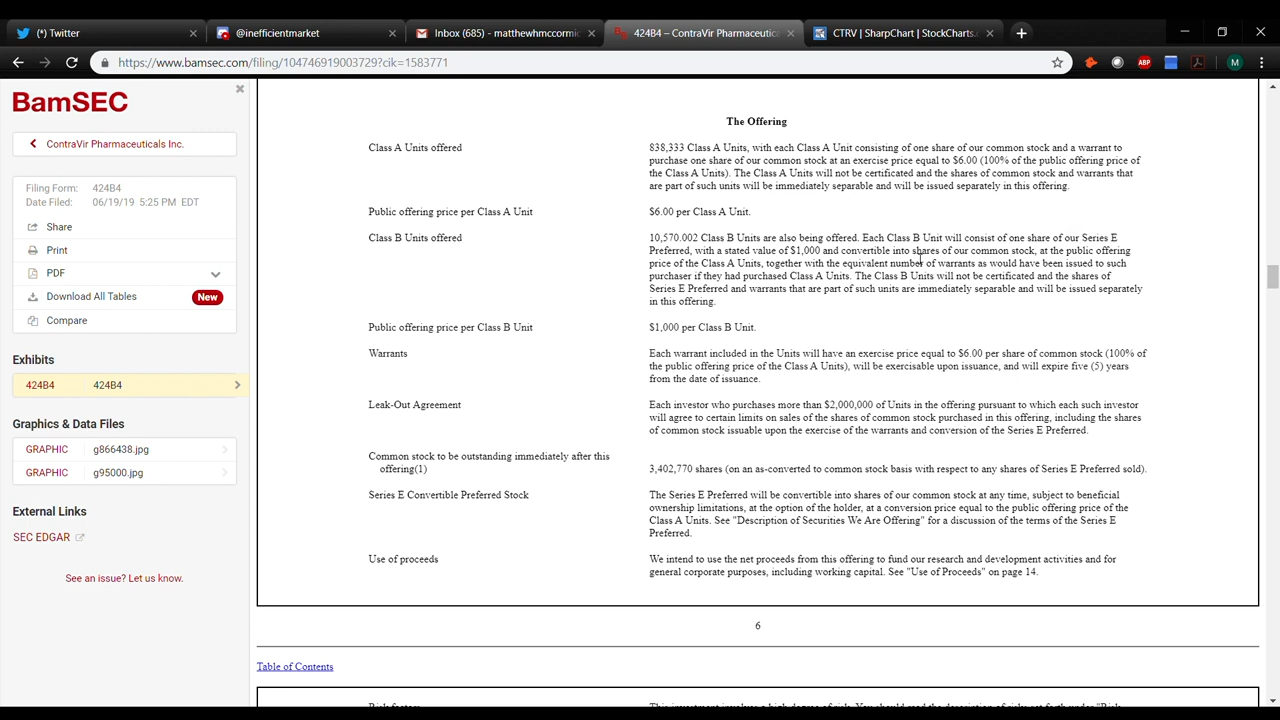 (*) Twitter
@inefficientmarket
Inbox (685) - matthewhmccormic
424B4 – ContraVir Pharmaceutica
CTRV | SharpChart | StockCharts.c
https://www.bamsec.com/filing/104746919003729?cik=1583771
ABP
M
BamSEC
ContraVir Pharmaceuticals Inc.
Filing Form: 424B4
Date Filed: 06/19/19 5:25 PM EDT
Share
Print
PDF
Download All Tables New
Compare
Exhibits
424B4 424B4
Graphics & Data Files
GRAPHIC g866438.jpg
GRAPHIC g95000.jpg
External Links
SEC EDGAR
See an issue? Let us know.
The Offering
Class A Units offered
838,333 Class A Units, with each Class A Unit consisting of one share of our common stock and a warrant to
purchase one share of our common stock at an exercise price equal to $6.00 (100% of the public offering price of
the Class A Units). The Class A Units will not be certificated and the shares of common stock and warrants that
are part of such units will be immediately separable and will be issued separately in this offering.
Public offering price per Class A Unit
$6.00 per Class A Unit.
Class B Units offered
10,570.002 Class B Units are also being offered. Each Class B Unit will consist of one share of our Series E
Preferred, with a stated value of $1,000 and convertible into shares of our common stock, at the public offering
price of the Class A Units, together with the equivalent number of warrants as would have been issued to such
purchaser if they had purchased Class A Units. The Class B Units will not be certificated and the shares of
Series E Preferred and warrants that are part of such units are immediately separable and will be issued separately
in this offering.
Public offering price per Class B Unit
$1,000 per Class B Unit.
Warrants
Each warrant included in the Units will have an exercise price equal to $6.00 per share of common stock (100% of
the public offering price of the Class A Units), will be exercisable upon issuance, and will expire five (5) years
from the date of issuance.
Leak-Out Agreement
Each investor who purchases more than $2,000,000 of Units in the offering pursuant to which each such investor
will agree to certain limits on sales of the shares of common stock purchased in this offering, including the shares
of common stock issuable upon the exercise of the warrants and conversion of the Series E Preferred.
Common stock to be outstanding immediately after this
offering(1)
3,402,770 shares (on an as-converted to common stock basis with respect to any shares of Series E Preferred sold).
Series E Convertible Preferred Stock
The Series E Preferred will be convertible into shares of our common stock at any time, subject to beneficial
ownership limitations, at the option of the holder, at a conversion price equal to the public offering price of the
Class A Units. See "Description of Securities We Are Offering" for a discussion of the terms of the Series E
Preferred.
Use of proceeds
We intend to use the net proceeds from this offering to fund our research and development activities and for
general corporate purposes, including working capital. See "Use of Proceeds" on page 14.
6
Table of Contents
Risk factors
This investment involves a high degree of risk. You should read the description of risks set forth under "Risk